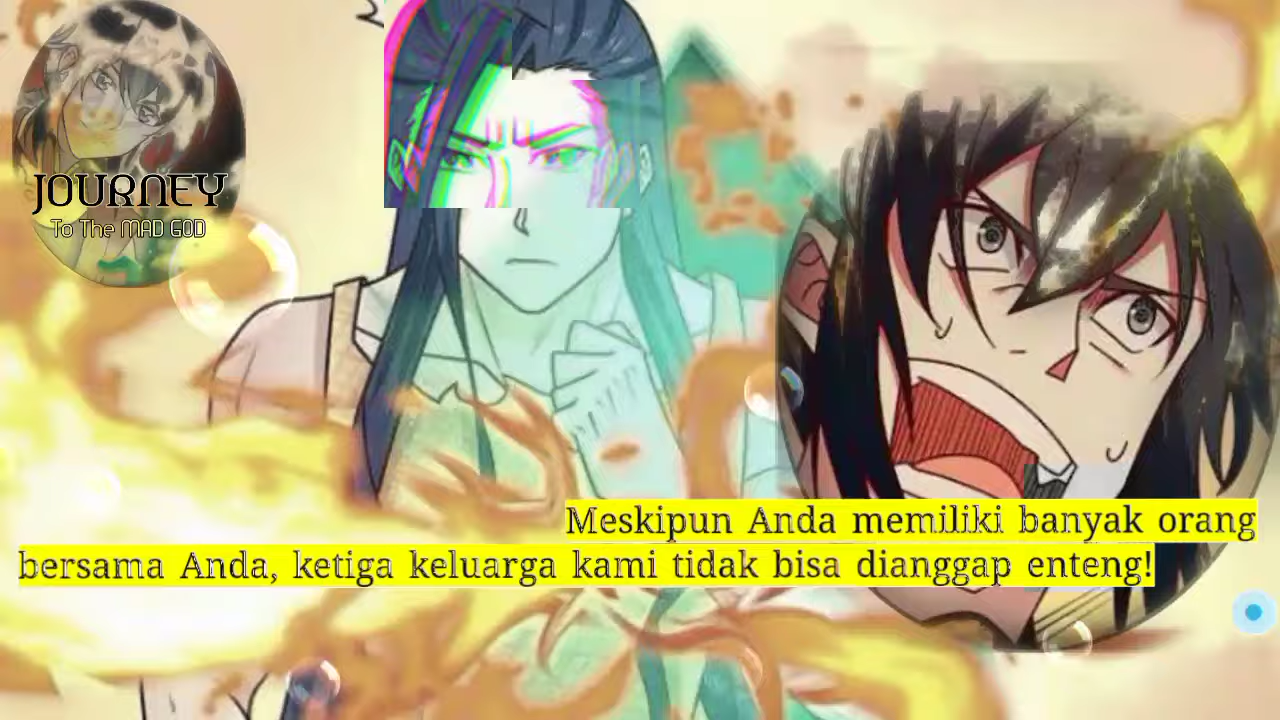 JOURNEY
To The MAD GOD
Meskipun Anda memiliki banyak orang
bersama Anda, ketiga keluarga kami tidak bisa dianggap enteng!